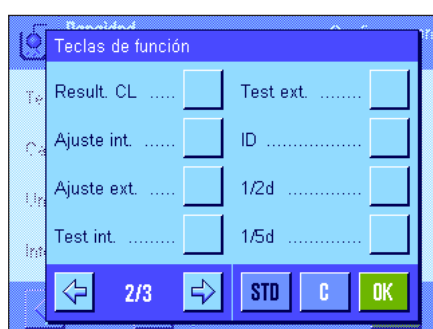 Densidad
Teclas de función
Result. CL ..... Test ext. ........
Ajuste int. ...... ID ..................
Ajuste ext. ..... 1/2d ..............
Test int. ......... 1/5d ..............
2/3 STD C OK